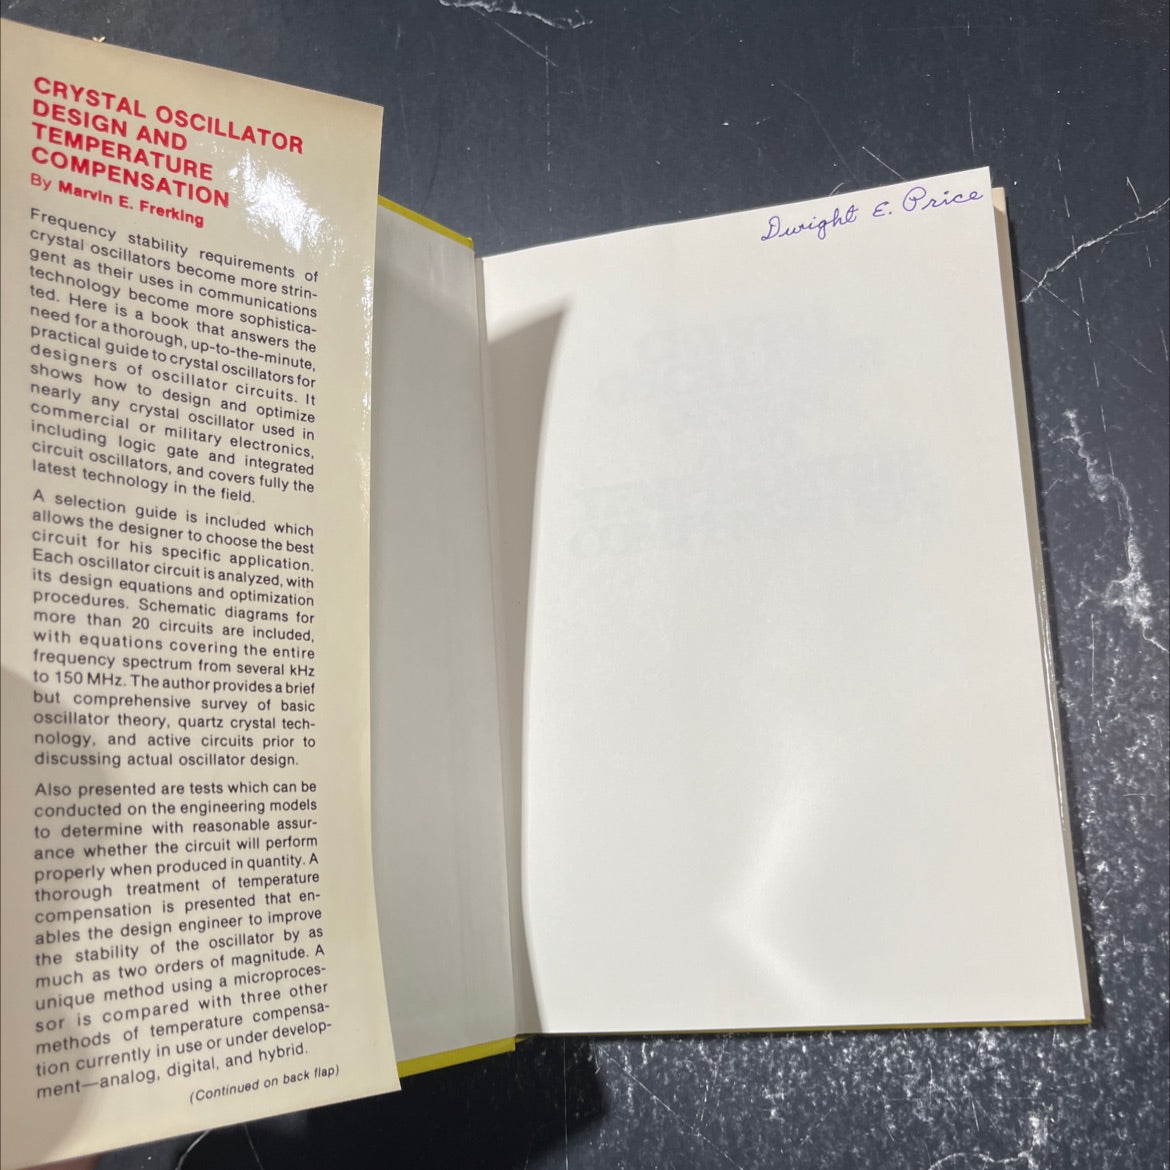 CRYSTAL OSCILLATOR
DESIGN AND
TEMPERATURE
COMPENSATION
By Marvin E. Frerking
Frequency stability requirements of
crystal oscillators become more strin-
gent as their uses in communications
technology become more sophistica-
ted. Here is a book that answers the
need for a thorough, up-to-the-minute,
practical guide to crystal oscillators for
designers of oscillator circuits. It
shows how to design and optimize
nearly any crystal oscillator used in
commercial or military electronics,
including logic gate and integrated
circuit oscillators, and covers fully the
latest technology in the field.
A selection guide is included which
allows the designer to choose the best
circuit for his specific application.
Each oscillator circuit is analyzed, with
its design equations and optimization
procedures. Schematic diagrams for
more than 20 circuits are included,
with equations covering the entire
frequency spectrum from several kHz
to 150 MHz. The author provides a brief
but comprehensive survey of basic
oscillator theory, quartz crystal tech-
nology, and active circuits prior to
discussing actual oscillator design.
Also presented are tests which can be
conducted on the engineering models
to determine with reasonable assur-
ance whether the circuit will perform
properly when produced in quantity. A
thorough treatment of temperature
compensation is presented that en-
ables the design engineer to improve
the stability of the oscillator by as
much as two orders of magnitude. A
unique method using a microproces-
sor is compared with three other
methods of temperature compensa-
tion currently in use or under develop-
ment—analog, digital, and hybrid.
(Continued on back flap)
Dwight E. Price